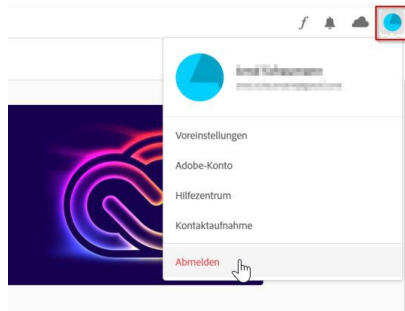 Voreinstellungen
Adobe-Konto
Hilfezentrum
Kontaktaufnahme
Abmelden